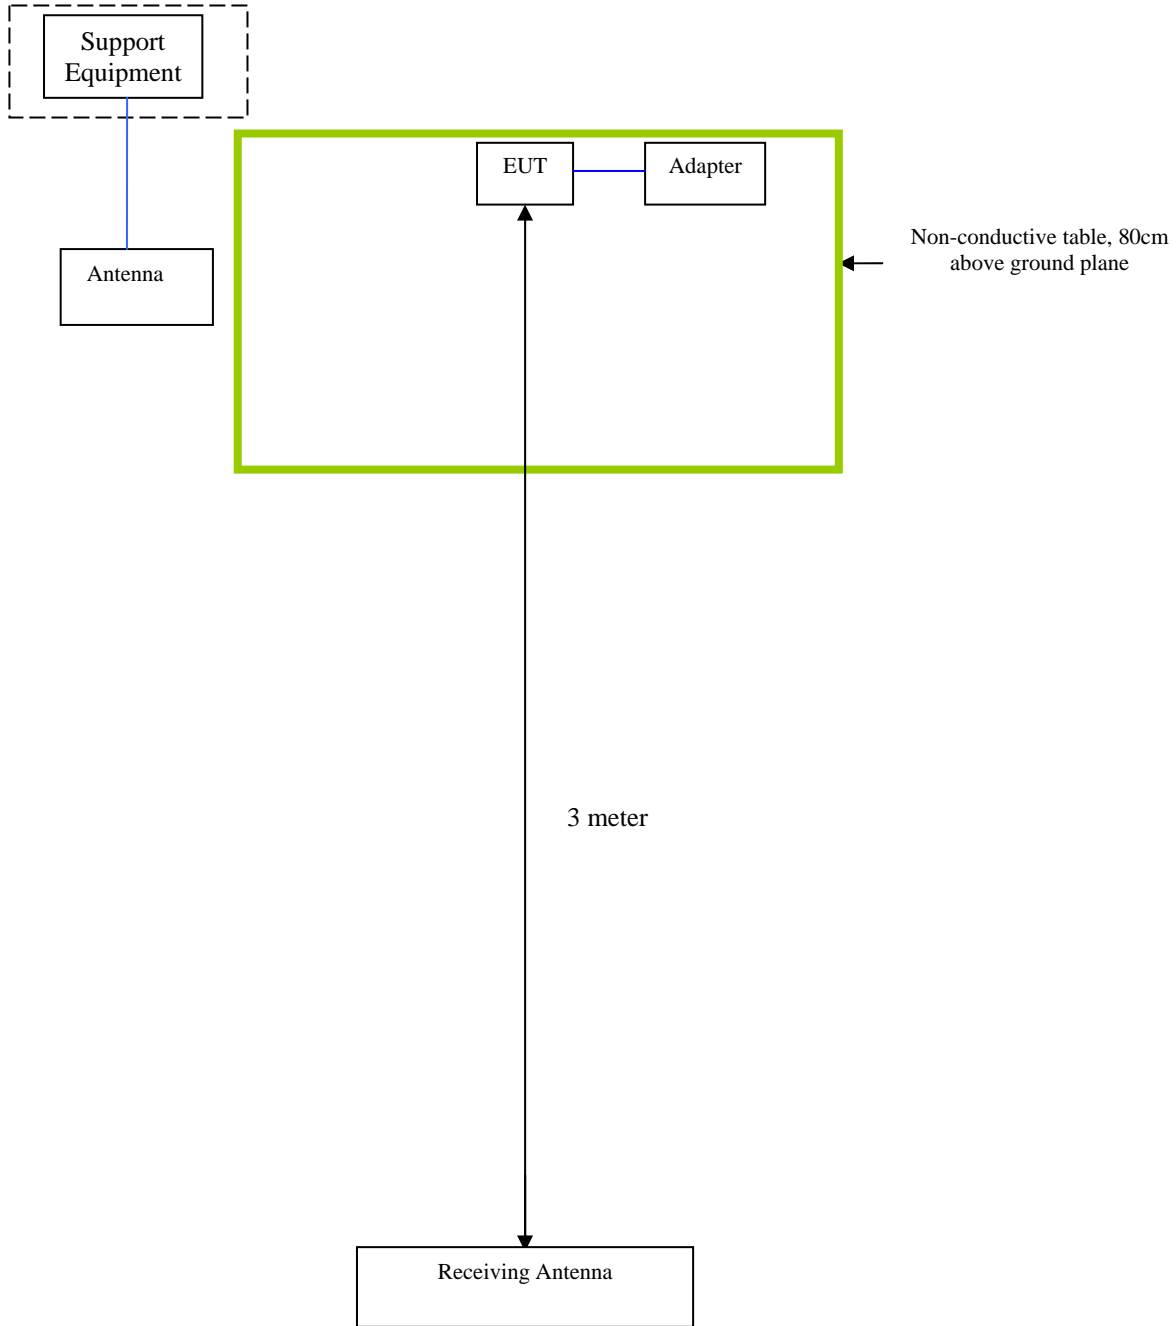 Support
Equipment
EUT
Adapter
Antenna
Non-conductive table, 80cm
above ground plane
3 meter
Receiving Antenna